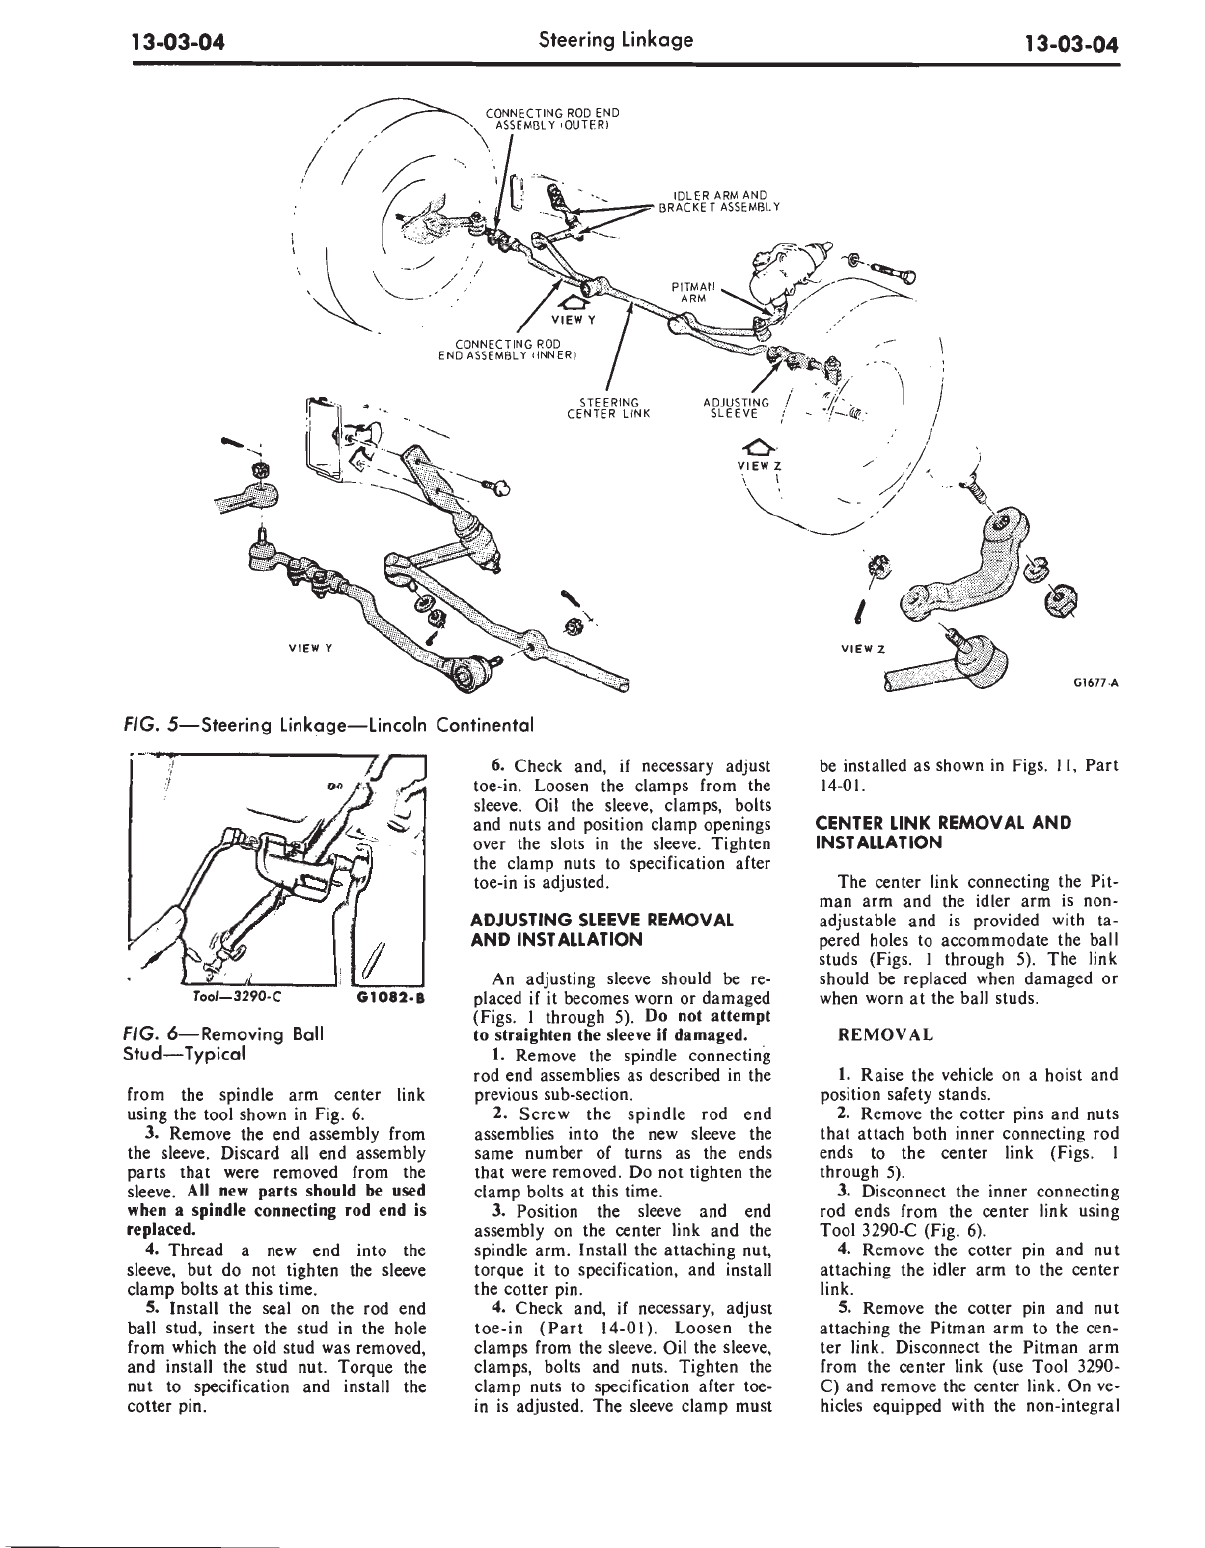 13-03-04
Steering Linkage
13-03-04
CONNECTING ROD END
ASSEMBLY (OUTER)
IDLER ARM AND
BRACKET ASSEMBLY
PITMAN
ARM
VIEW Y
CONNECTING ROD
END ASSEMBLY (INNER)
STEERING
CENTER LINK
ADJUSTING
SLEEVE
VIEW Z
VIEW Y
VIEW Z
G1677-A
FIG. 5—Steering Linkage—Lincoln Continental
Tool—3290-C
G1082-B
FIG. 6—Removing Ball
Stud—Typical
from the spindle arm center link
using the tool shown in Fig. 6.
3. Remove the end assembly from
the sleeve. Discard all end assembly
parts that were removed from the
sleeve. All new parts should be used
when a spindle connecting rod end is
replaced.
4. Thread a new end into the
sleeve, but do not tighten the sleeve
clamp bolts at this time.
5. Install the seal on the rod end
ball stud, insert the stud in the hole
from which the old stud was removed,
and install the stud nut. Torque the
nut to specification and install the
cotter pin.
6. Check and, if necessary adjust
toe-in. Loosen the clamps from the
sleeve. Oil the sleeve, clamps, bolts
and nuts and position clamp openings
over the slots in the sleeve. Tighten
the clamp nuts to specification after
toe-in is adjusted.
ADJUSTING SLEEVE REMOVAL
AND INSTALLATION
An adjusting sleeve should be re-
placed if it becomes worn or damaged
(Figs. 1 through 5). Do not attempt
to straighten the sleeve if damaged.
1. Remove the spindle connecting
rod end assemblies as described in the
previous sub-section.
2. Screw the spindle rod end
assemblies into the new sleeve the
same number of turns as the ends
that were removed. Do not tighten the
clamp bolts at this time.
3. Position the sleeve and end
assembly on the center link and the
spindle arm. Install the attaching nut,
torque it to specification, and install
the cotter pin.
4. Check and, if necessary, adjust
toe-in (Part 14-01). Loosen the
clamps from the sleeve. Oil the sleeve,
clamps, bolts and nuts. Tighten the
clamp nuts to specification after toe-
in is adjusted. The sleeve clamp must
be installed as shown in Figs. 11, Part
14-01.
CENTER LINK REMOVAL AND
INSTALLATION
The center link connecting the Pit-
man arm and the idler arm is non-
adjustable and is provided with ta-
pered holes to accommodate the ball
studs (Figs. 1 through 5). The link
should be replaced when damaged or
when worn at the ball studs.
REMOVAL
1. Raise the vehicle on a hoist and
position safety stands.
2. Remove the cotter pins and nuts
that attach both inner connecting rod
ends to the center link (Figs. 1
through 5).
3. Disconnect the inner connecting
rod ends from the center link using
Tool 3290-C (Fig. 6).
4. Remove the cotter pin and nut
attaching the idler arm to the center
link.
5. Remove the cotter pin and nut
attaching the Pitman arm to the cen-
ter link. Disconnect the Pitman arm
from the center link (use Tool 3290-
C) and remove the center link. On ve-
hicles equipped with the non-integral